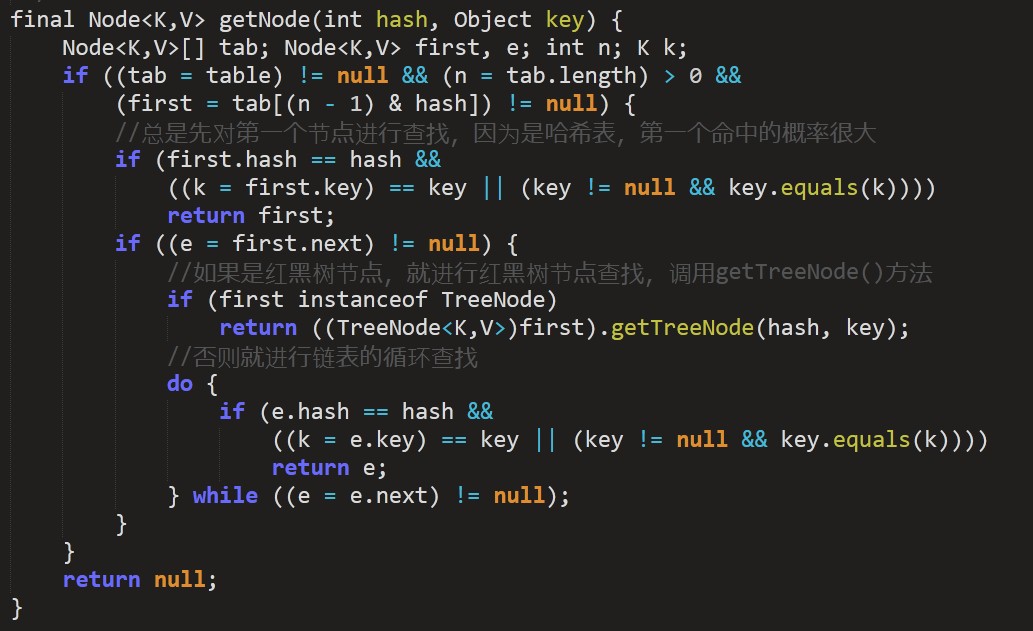 final Node<K,V> getNode(int hash, Object key) {
    Node<K,V>[] tab; Node<K,V> first, e; int n; K k;
    if ((tab = table) != null && (n = tab.length) > 0 &&
        (first = tab[(n - 1) & hash]) != null) {
        //总是先对第一个节点进行查找，因为是哈希表，第一个命中的概率很大
        if (first.hash == hash &&
            ((k = first.key) == key || (key != null && key.equals(k))))
            return first;
        if ((e = first.next) != null) {
            //如果是红黑树节点，就进行红黑树节点查找，调用getTreeNode()方法
            if (first instanceof TreeNode)
                return ((TreeNode<K,V>)first).getTreeNode(hash, key);
            //否则就进行链表的循环查找
            do {
                if (e.hash == hash &&
                    ((k = e.key) == key || (key != null && key.equals(k))))
                    return e;
            } while ((e = e.next) != null);
        }
    }
    return null;
}